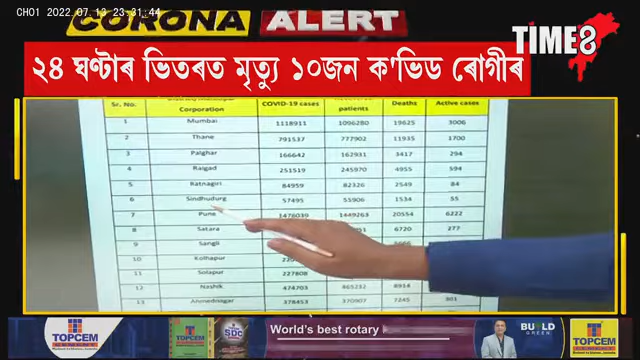 CH01 2022.07.13 23:31:44
CORONA ALERT
TIME8
২৪ ঘণ্টাৰ ভিতৰত মৃত্যু ১০জন ক'ভিড ৰোগীৰ
Sr. No. Corporation COVID-19 cases patients Deaths Active cases
1 Mumbai 1118911 1096280 19625 3006
2 Thane 791537 777902 11935 1700
3 Palghar 166642 162931 3417 294
4 Raigad 251519 245970 4955 594
5 Ratnagiri 84959 82326 2549 84
6 Sindhudurg 57495 55906 1534 55
7 Pune 1476039 1449263 20554 6222
8 Satara 6720 277
9 Sangli
10 Kolhapur
11 Solapur 227808
12 Nashik 474703 465232 8914
13 Ahmednagar 378453 370907 7245 301
TOPCEM CEMENT
SDC
World's best rotary
BUILD GREEN
TOPCEM CEMENT